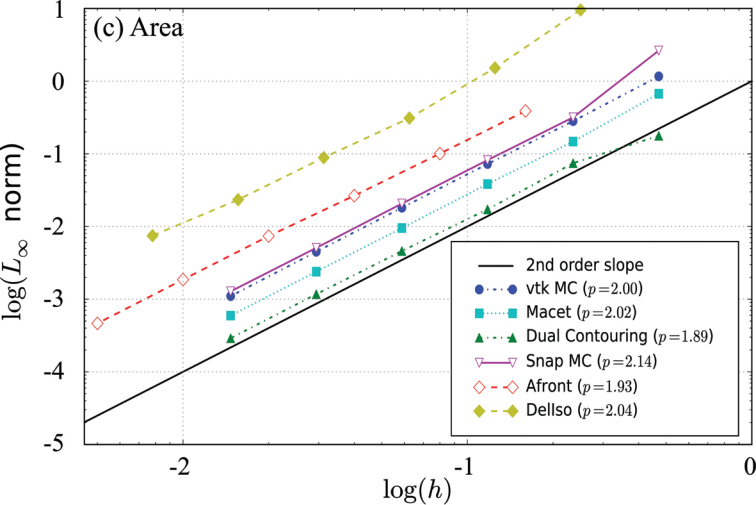 (c) Area
1
0
-1
-2
-3
-4
-5
log(L∞ norm)
2nd order slope
vtk MC (p=2.00)
Macet (p=2.02)
Dual Contouring (p=1.89)
Snap MC (p=2.14)
Afront (p=1.93)
DelIso (p=2.04)
-2
-1
0
log(h)